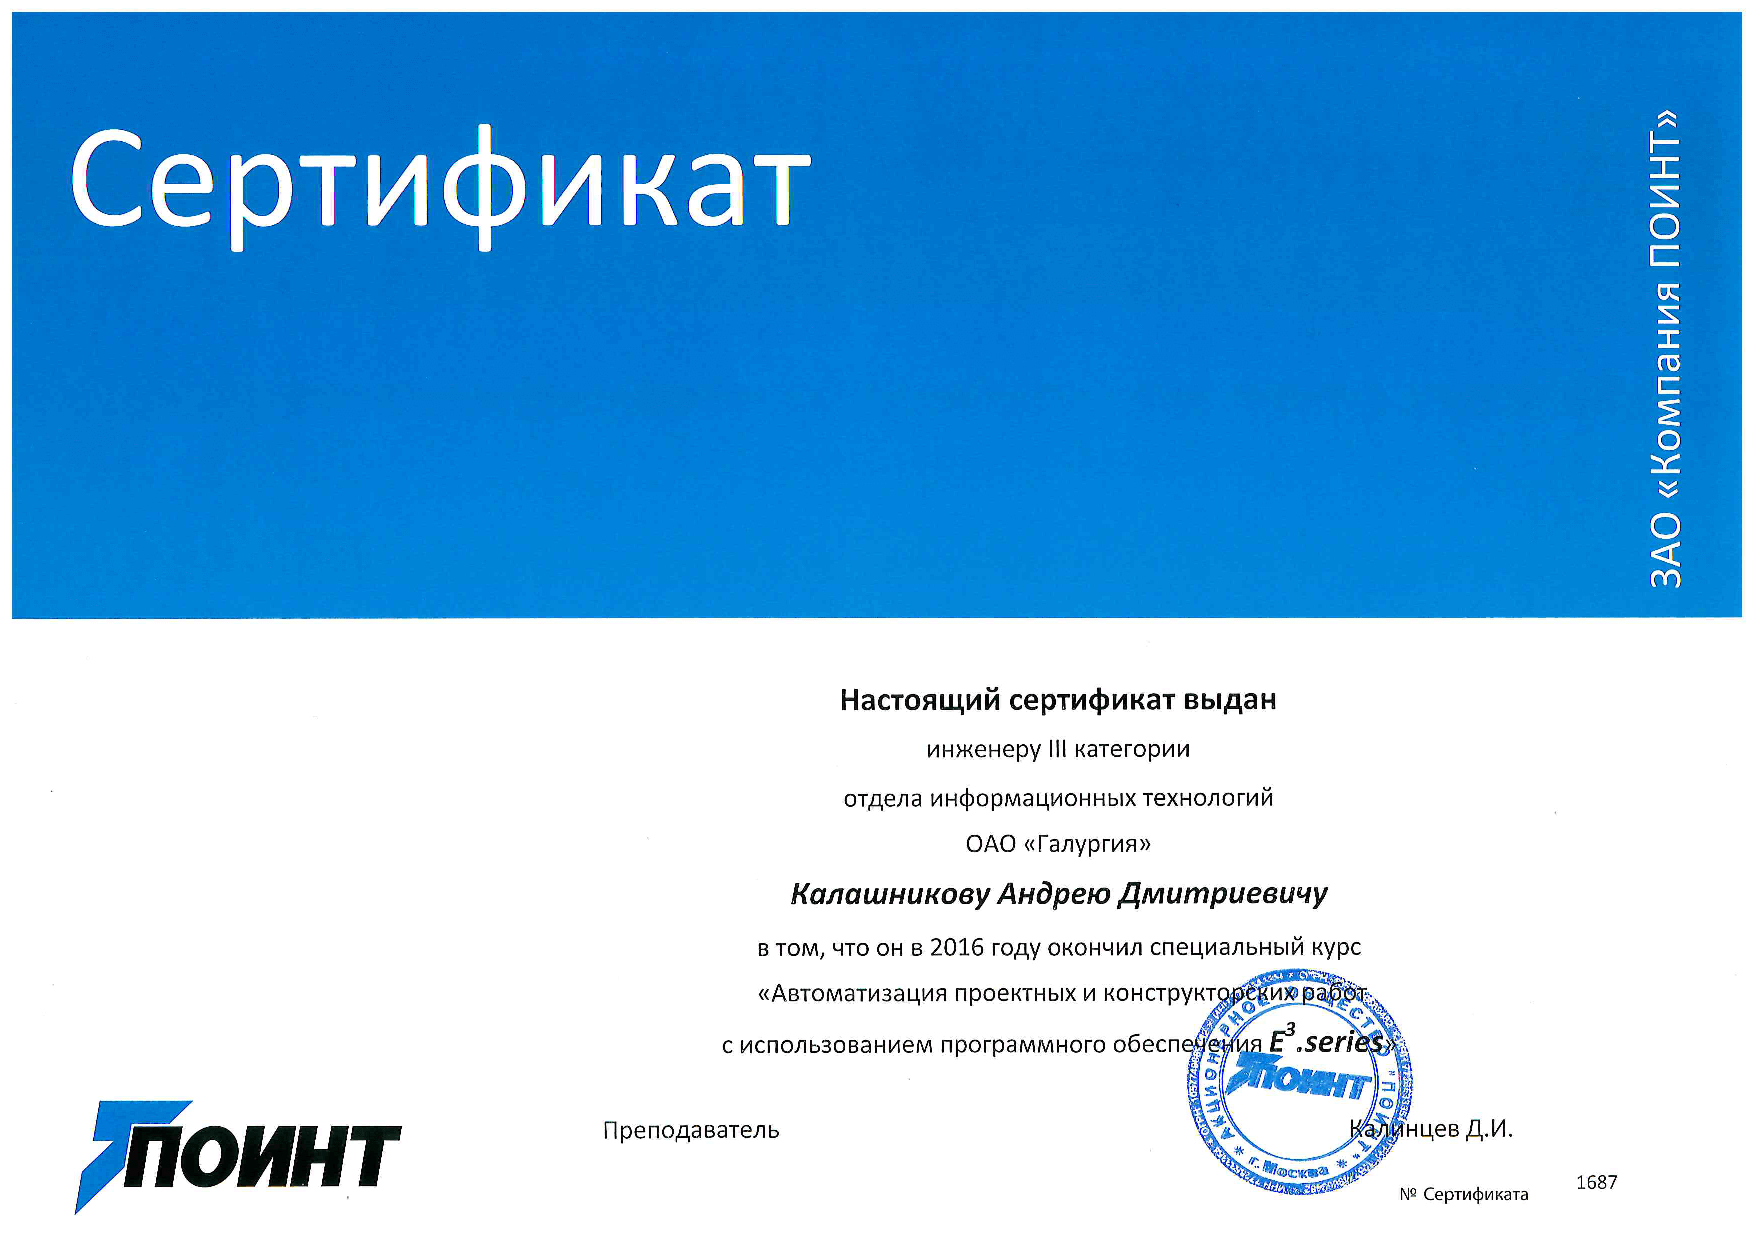 Сертификат
ЗАО «Компания ПОИНТ»
Настоящий сертификат выдан
инженеру III категории
отдела информационных технологий
ОАО «Галургия»
Калашникову Андрею Дмитриевичу
в том, что он в 2016 году окончил специальный курс
«Автоматизация проектных и конструкторских работ
с использованием программного обеспечения E³.series»
АКЦИОНЕРНОЕ ОБЩЕСТВО "ПОИНТ"
ПОИНТ
* г. Москва *
ПОИНТ
Преподаватель
Калинцев Д.И.
№ Сертификата 1687